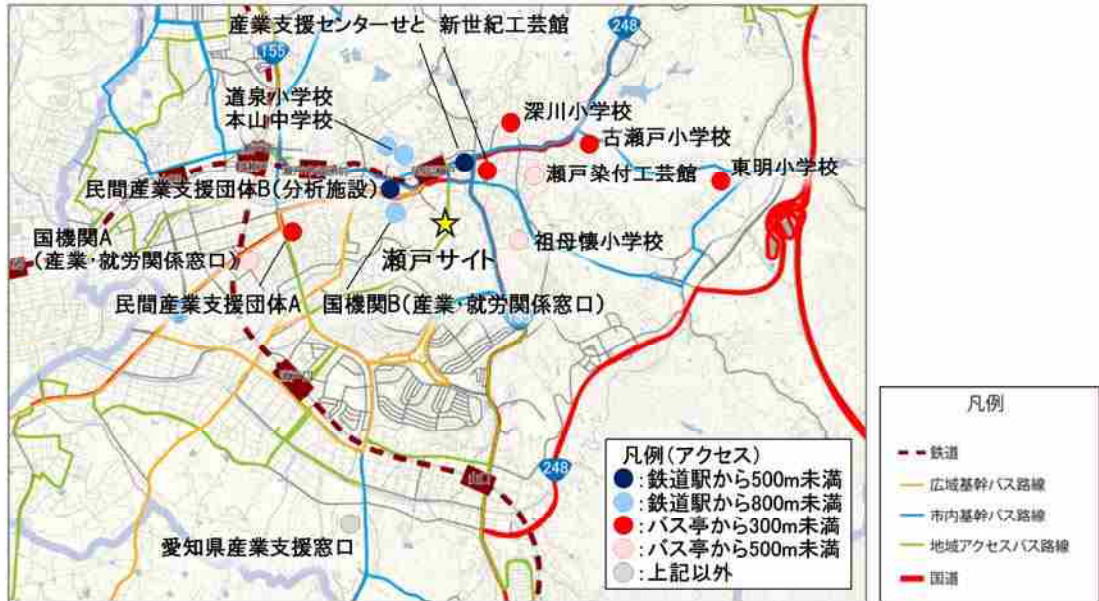 産業支援センターせと 新世紀工芸館
248
155
道泉小学校
本山中学校
深川小学校
古瀬戸小学校
瀬戸染付工芸館
東明小学校
民間産業支援団体B(分析施設)
国機関A
(産業・就労関係窓口)
瀬戸サイト
祖母懐小学校
民間産業支援団体A
国機関B(産業・就労関係窓口)
山口
248
愛知県産業支援窓口
凡例(アクセス)
:鉄道駅から500m未満
:鉄道駅から800m未満
:バス亭から300m未満
:バス亭から500m未満
:上記以外
凡例
鉄道
広域基幹バス路線
市内基幹バス路線
地域アクセスバス路線
国道